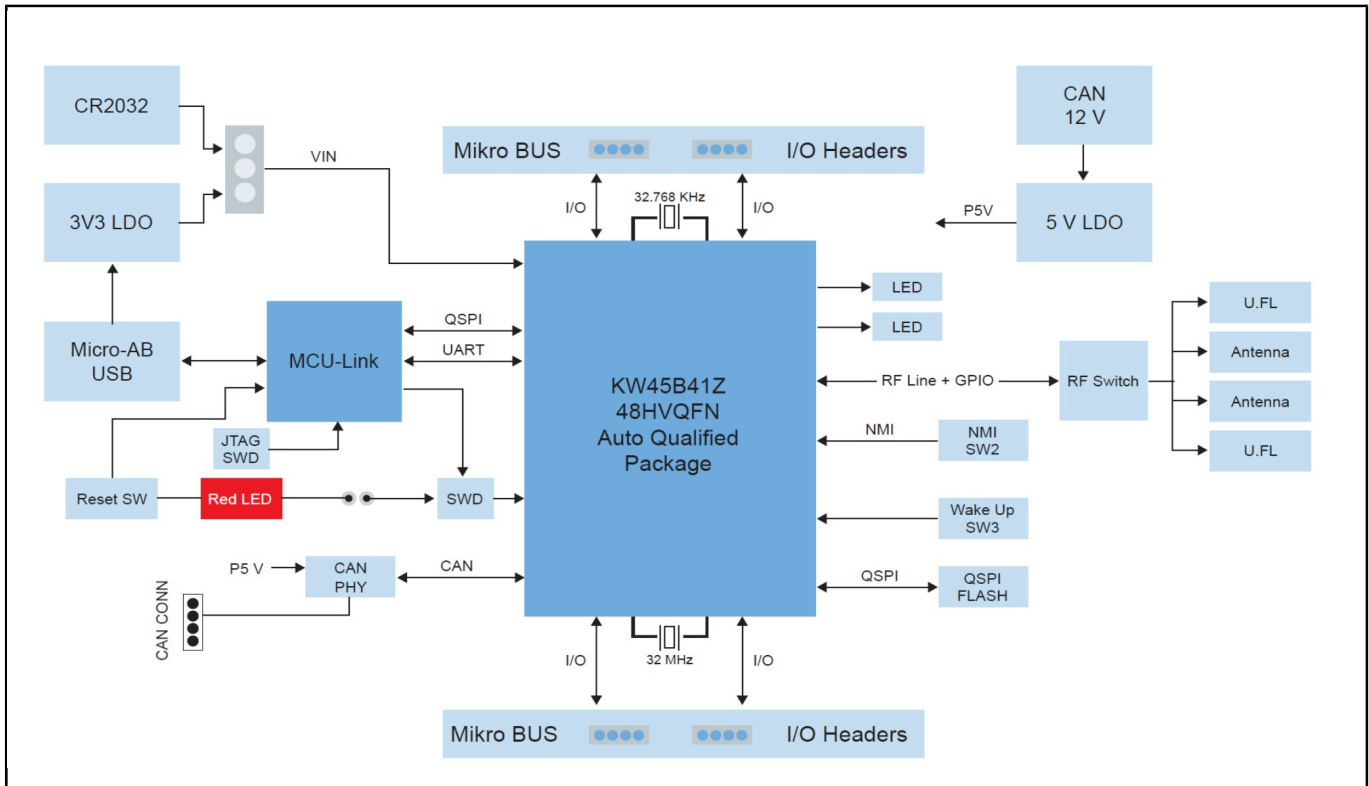 CR2032
3V3 LDO
Micro-AB
USB
VIN
MCU-Link
JTAG
SWD
Reset SW
Red LED
SWD
QSPI
UART
P5 V
CAN
PHY
CAN
CAN CONN
Mikro BUS
I/O Headers
I/O
32.768 KHz
I/O
KW45B41Z
48HVQFN
Auto Qualified
Package
I/O
32 MHz
I/O
Mikro BUS
I/O Headers
CAN
12 V
P5V
5 V LDO
LED
LED
RF Line + GPIO
RF Switch
U.FL
Antenna
Antenna
U.FL
NMI
NMI
SW2
Wake Up
SW3
QSPI
QSPI
FLASH